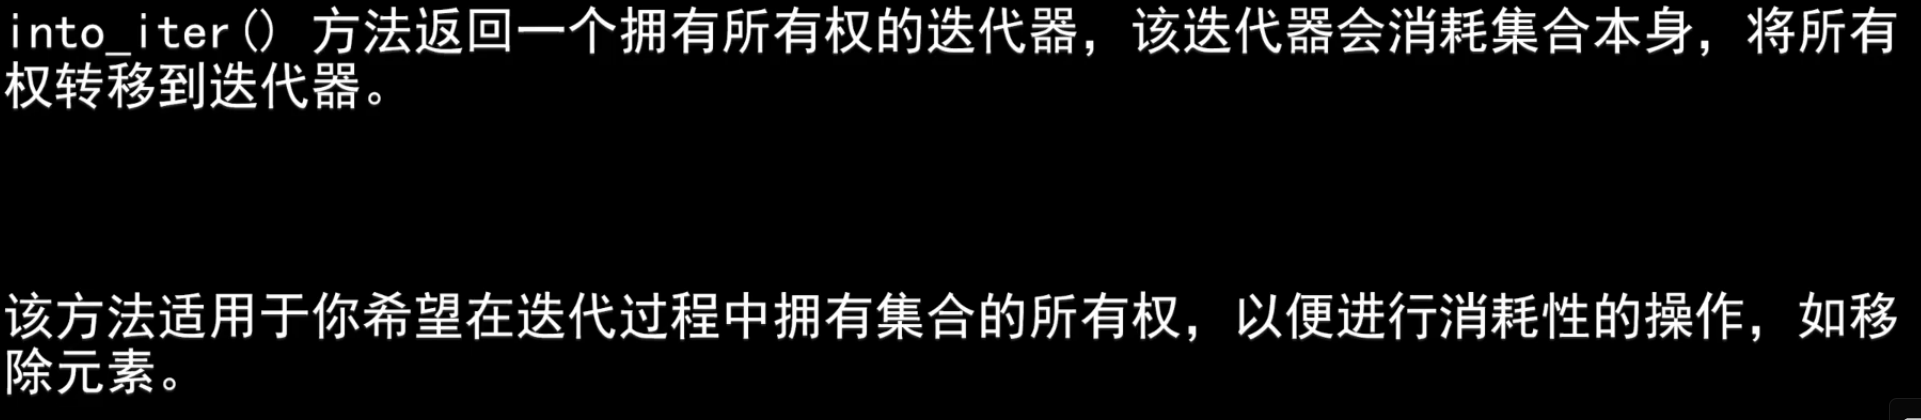 into_iter() 方法返回一个拥有所有权的迭代器，该迭代器会消耗集合本身，将所有
权转移到迭代器。
该方法适用于你希望在迭代过程中拥有集合的所有权，以便进行消耗性的操作，如移
除元素。